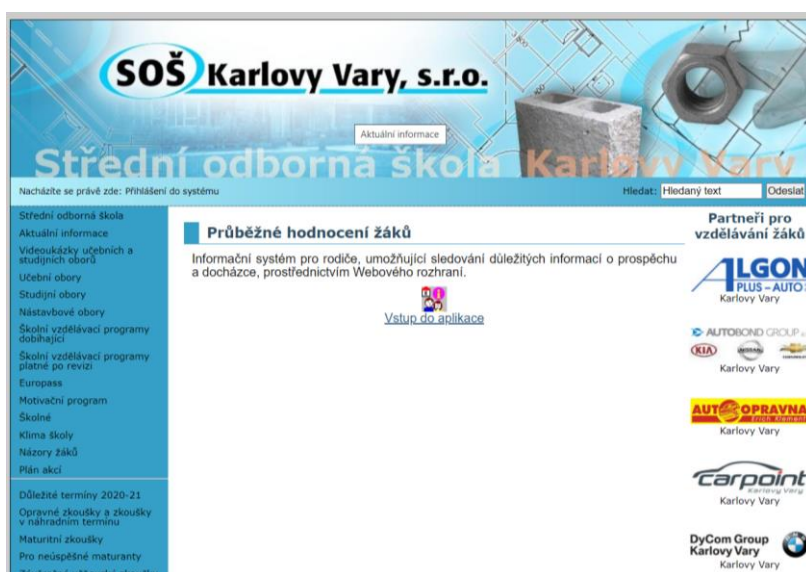 SOŠ Karlovy Vary, s.r.o.
Aktuální informace
Střední odborná škola Karlovy Vary
Nacházíte se právě zde: Přihlášení do systému
Hledat: Hledaný text Odeslat
Střední odborná škola
Aktuální informace
Videoukázky učebních a
studijních oborů
Učební obory
Studijní obory
Nástavbové obory
Školní vzdělávací programy
dobíhající
Školní vzdělávací programy
platné po revizi
Europass
Motivační program
Školné
Klima školy
Názory žáků
Plán akcí
Důležité termíny 2020-21
Opravné zkoušky a zkoušky
v náhradním termínu
Maturitní zkoušky
Pro neúspěšné maturanty
Průběžné hodnocení žáků
Informační systém pro rodiče, umožňující sledování důležitých informací o prospěchu
a docházce, prostřednictvím Webového rozhraní.
Vstup do aplikace
Partneři pro
vzdělávání žáků
ALGON
PLUS - AUTO
Karlovy Vary
AUTOBOND GROUP
KIA
Karlovy Vary
AUTOOPRAVNA
Erich Klement
Karlovy Vary
Carpoint
Karlovy Vary
Karlovy Vary
DyCom Group
Karlovy Vary
Karlovy Vary